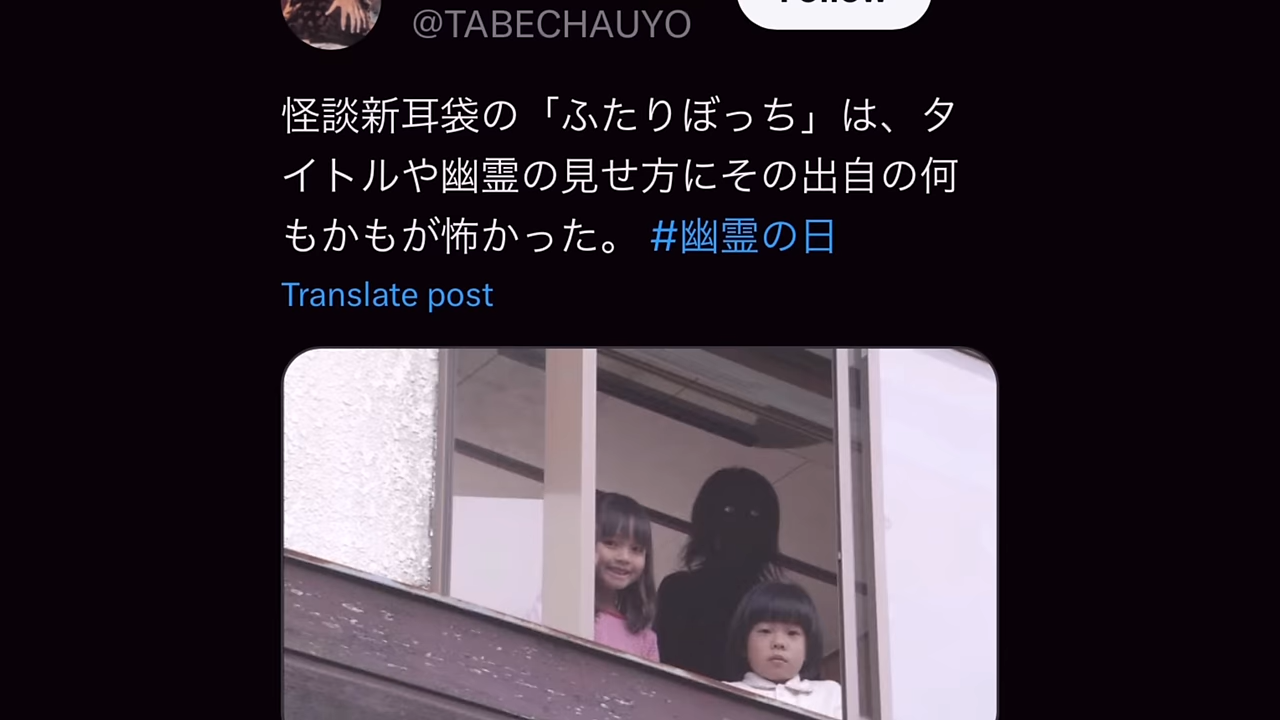 @TABECHAUYO
怪談新耳袋の「ふたりぼっち」は、タ
イトルや幽霊の見せ方にその出自の何
もかもが怖かった。 #幽霊の日
Translate post